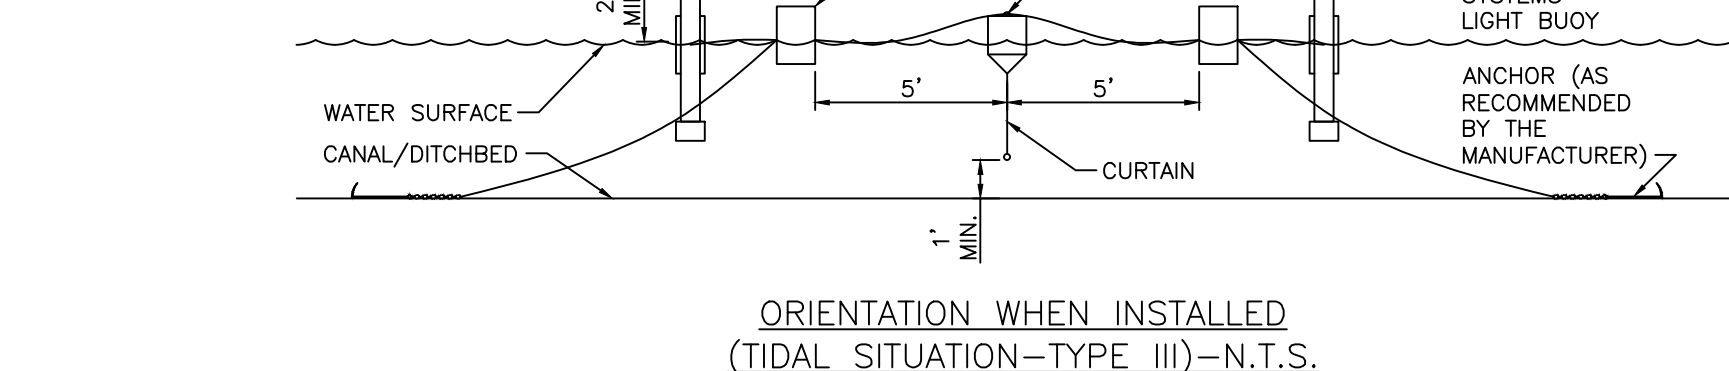 LIGHT BUOY
5'
5'
ANCHOR (AS
RECOMMENDED
BY THE
MANUFACTURER)
WATER SURFACE
CANAL/DITCHBED
CURTAIN
1'
MIN.
ORIENTATION WHEN INSTALLED
(TIDAL SITUATION-TYPE III)-N.T.S.